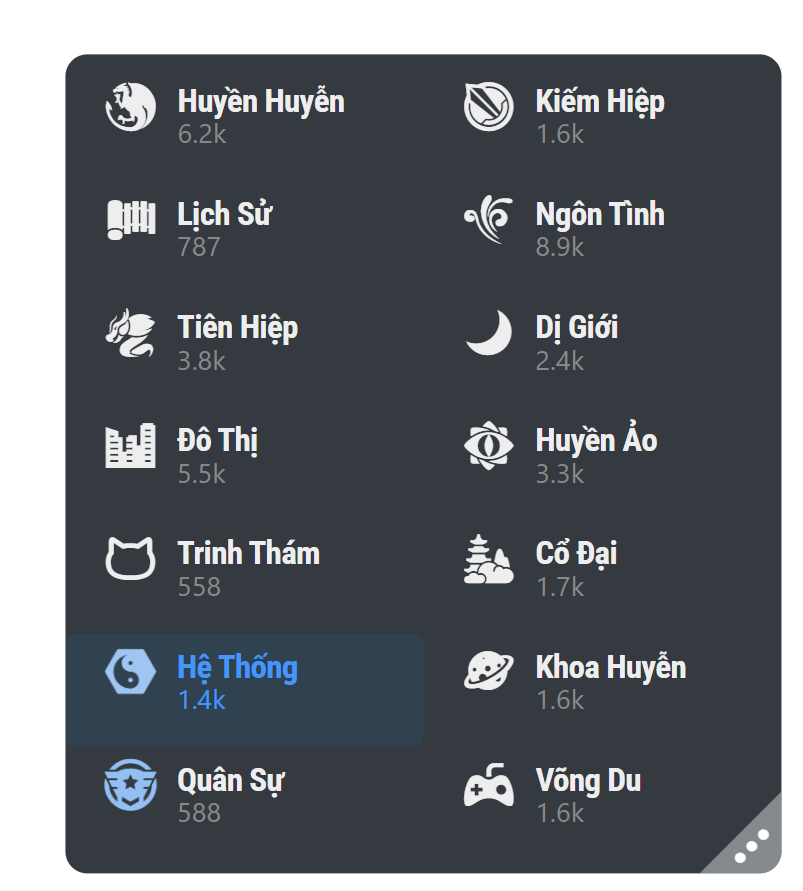 Huyền Huyễn
6.2k
Kiếm Hiệp
1.6k
Lịch Sử
787
Ngôn Tình
8.9k
Tiên Hiệp
3.8k
Dị Giới
2.4k
Đô Thị
5.5k
Huyền Ảo
3.3k
Trinh Thám
558
Cổ Đại
1.7k
Hệ Thống
1.4k
Khoa Huyễn
1.6k
Quân Sự
588
Võng Du
1.6k